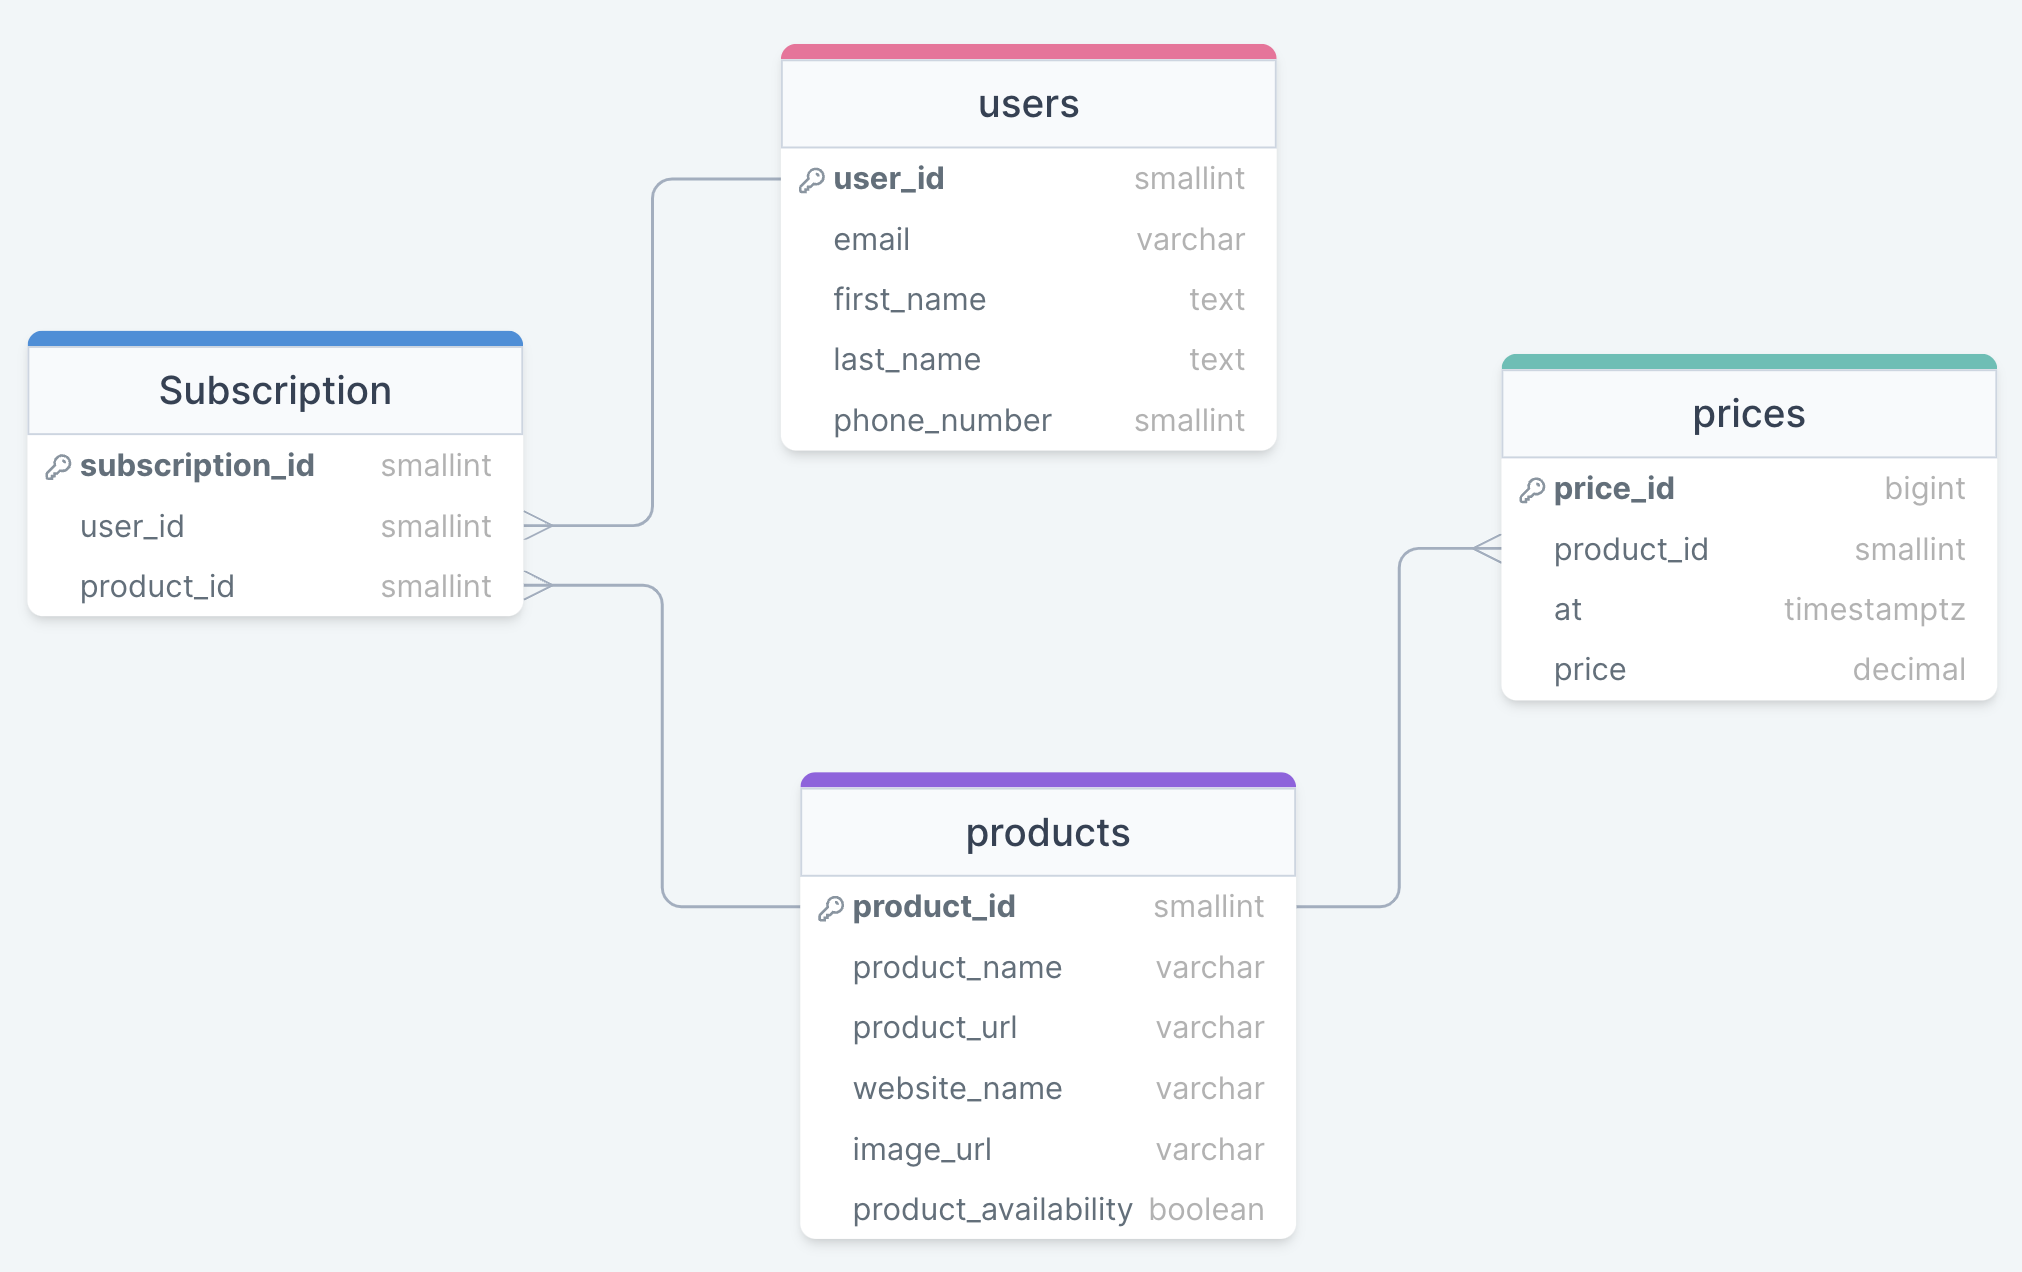 users
user_id smallint
email varchar
first_name text
last_name text
phone_number smallint
Subscription
subscription_id smallint
user_id smallint
product_id smallint
prices
price_id bigint
product_id smallint
at timestamptz
price decimal
products
product_id smallint
product_name varchar
product_url varchar
website_name varchar
image_url varchar
product_availability boolean